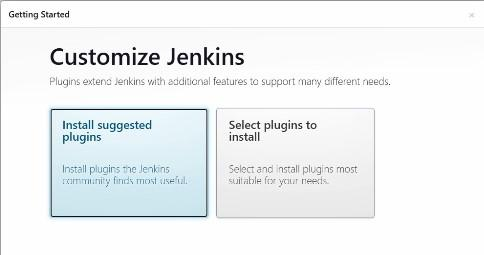 Getting Started
Customize Jenkins
Plugins extend Jenkins with additional features to support many different needs.
Install suggested
plugins
Install plugins the Jenkins
community finds most useful.
Select plugins to
install
Select and install plugins most
suitable for your needs.